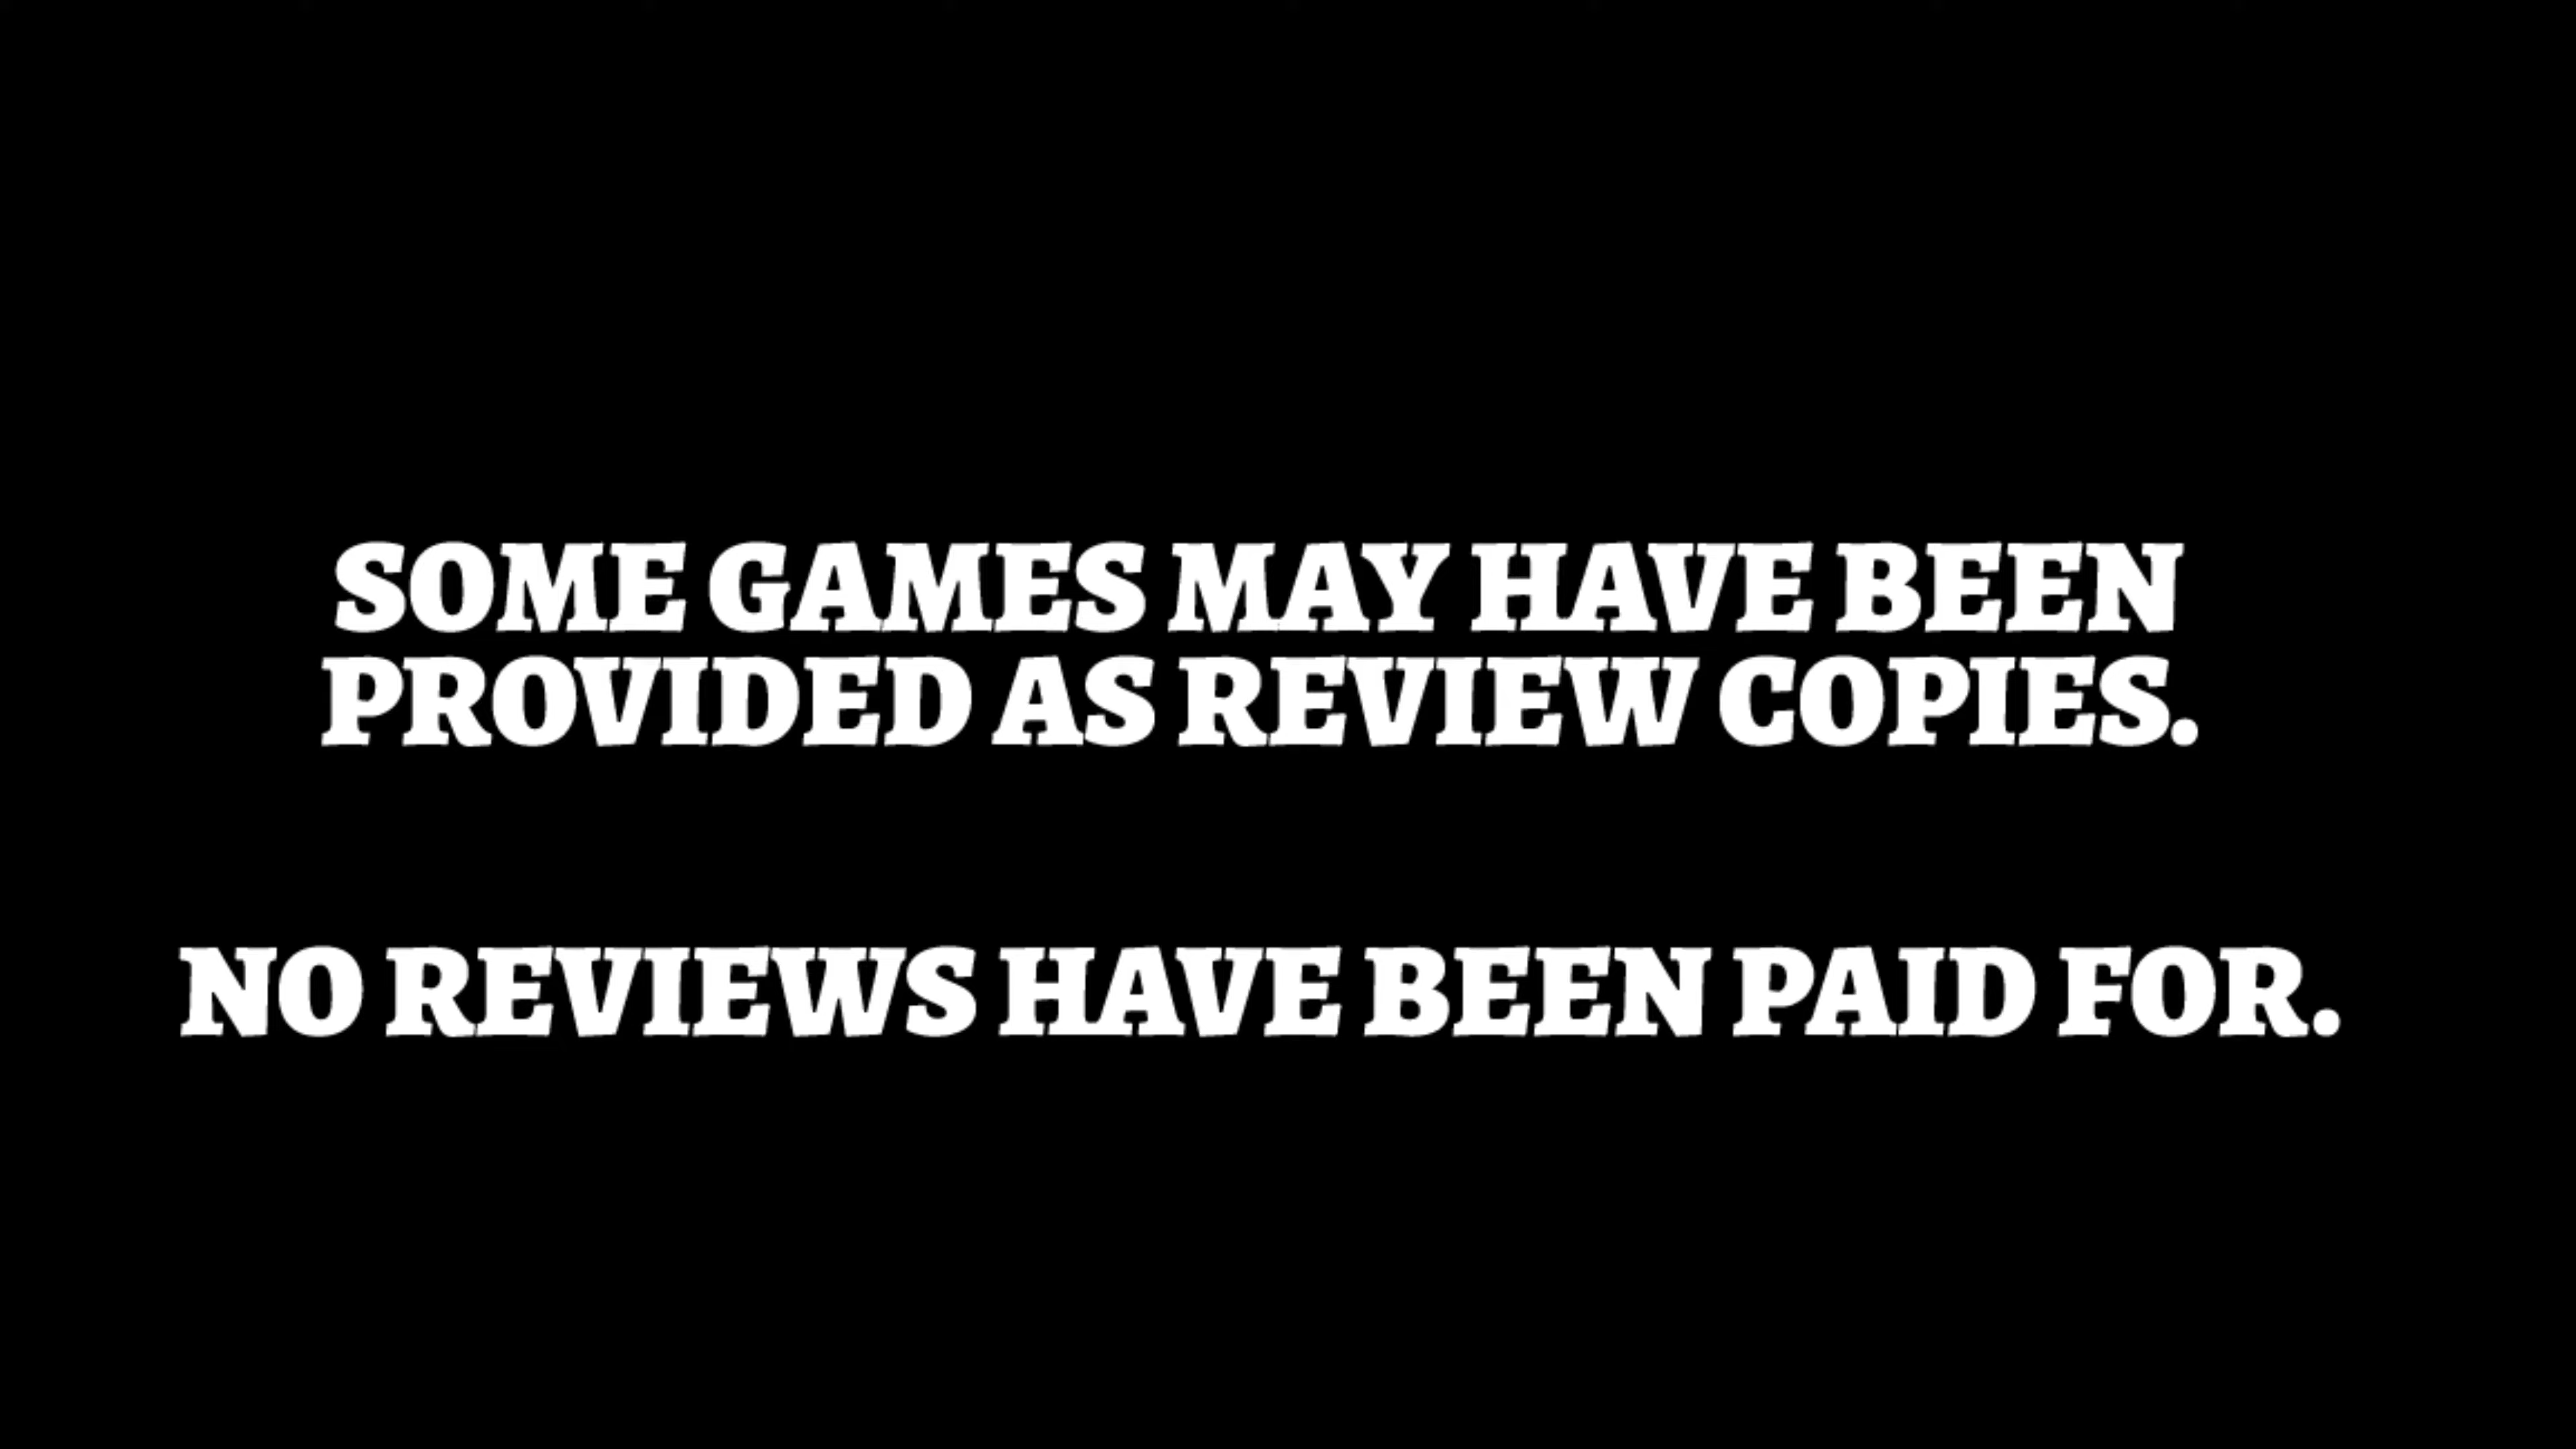 SOME GAMES MAY HAVE BEEN
PROVIDED AS REVIEW COPIES.
NO REVIEWS HAVE BEEN PAID FOR.